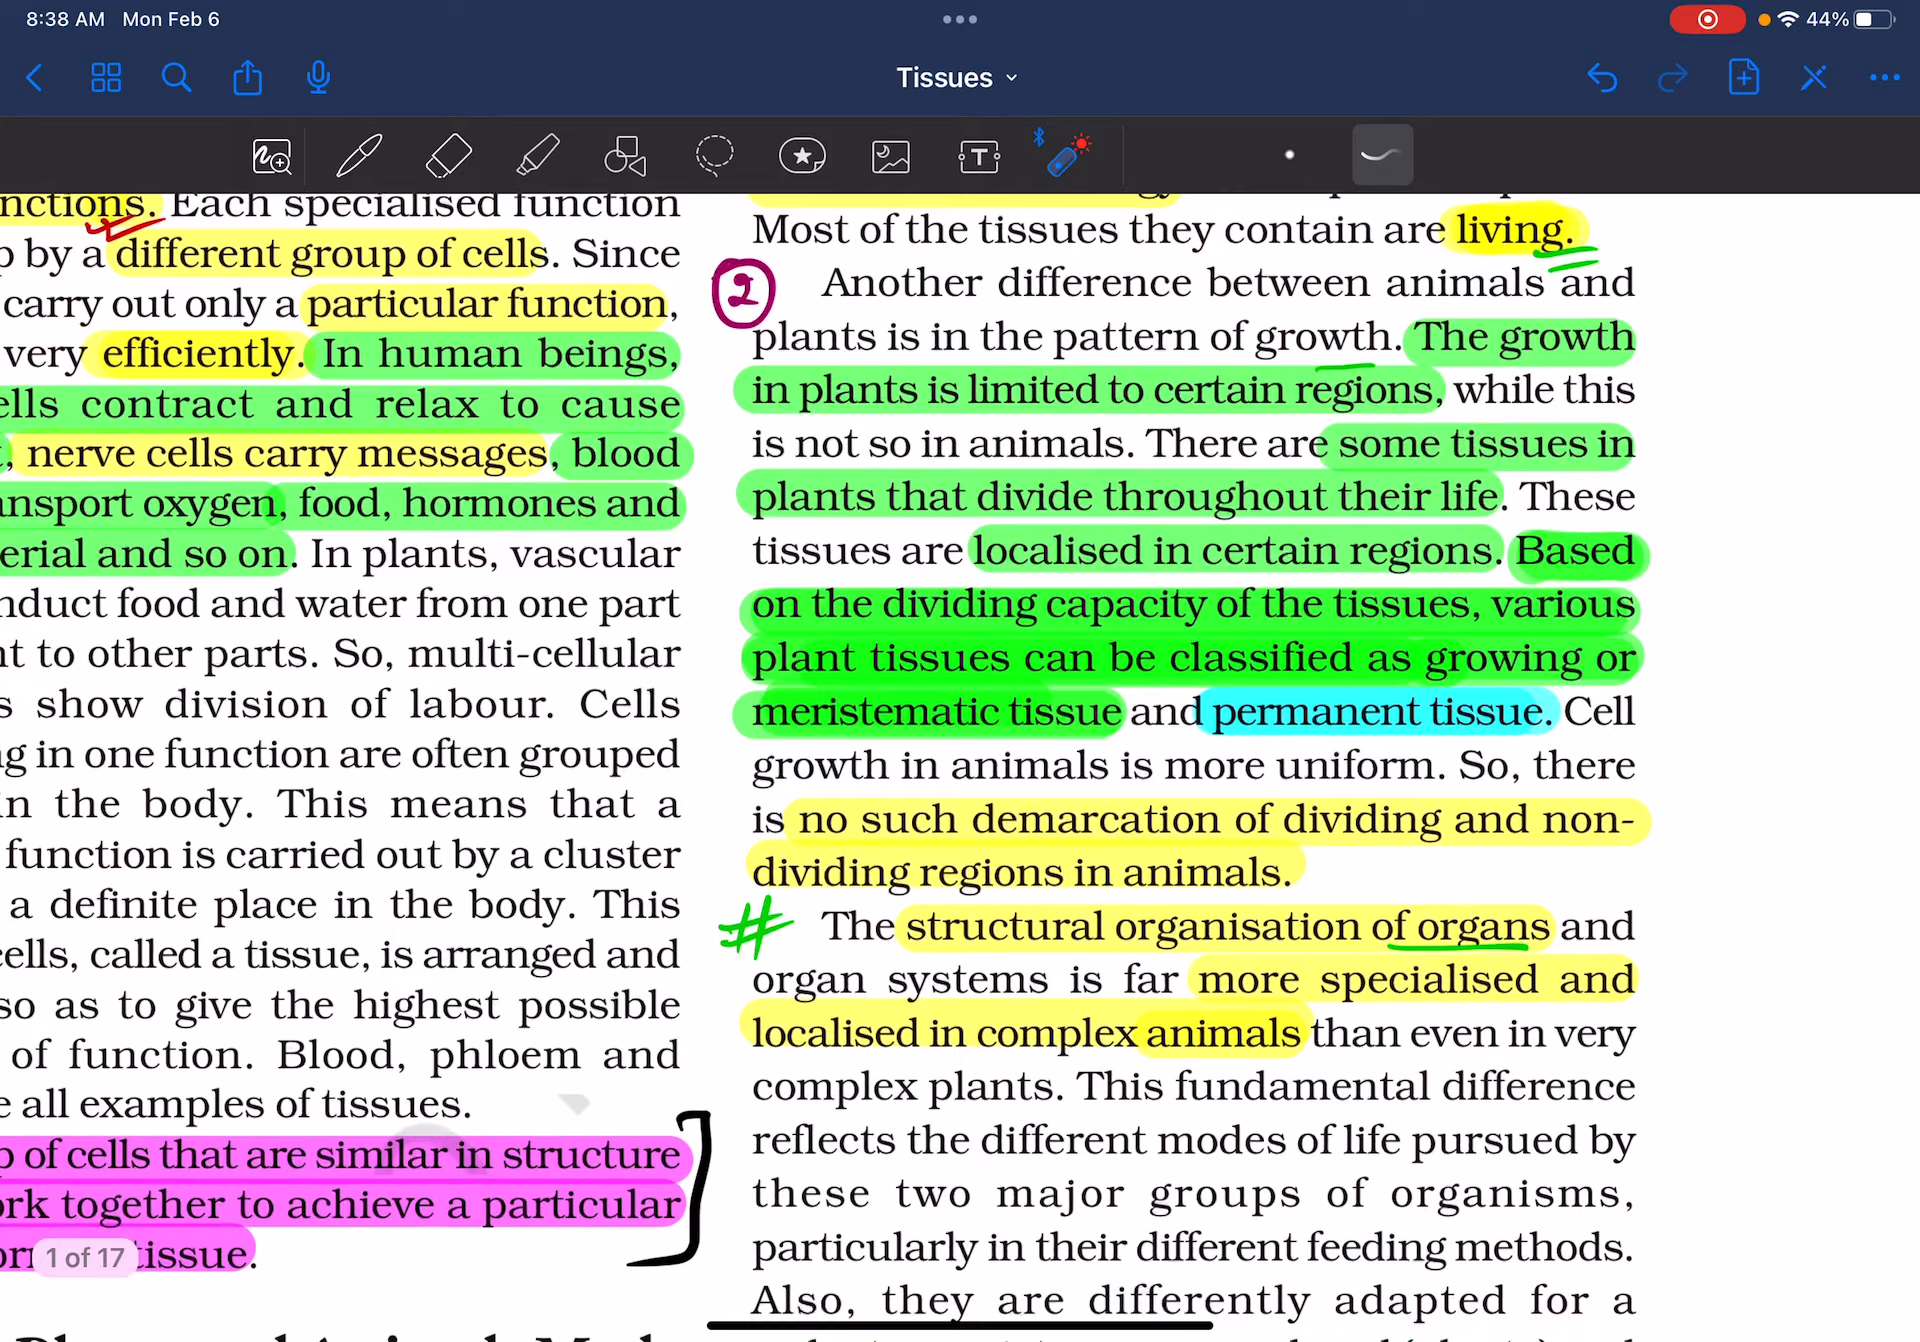 8:38 AM Mon Feb 6
44%
Tissues
nctions. Each specialised function
by a different group of cells. Since
carry out only a particular function,
very efficiently. In human beings,
ells contract and relax to cause
, nerve cells carry messages, blood
ansport oxygen, food, hormones and
erial and so on. In plants, vascular
nduct food and water from one part
nt to other parts. So, multi-cellular
s show division of labour. Cells
ng in one function are often grouped
in the body. This means that a
function is carried out by a cluster
a definite place in the body. This
cells, called a tissue, is arranged and
so as to give the highest possible
of function. Blood, phloem and
e all examples of tissues.
p of cells that are similar in structure
ork together to achieve a particular
tissue.
1 of 17
Most of the tissues they contain are living.
2
Another difference between animals and
plants is in the pattern of growth. The growth
in plants is limited to certain regions, while this
is not so in animals. There are some tissues in
plants that divide throughout their life. These
tissues are localised in certain regions. Based
on the dividing capacity of the tissues, various
plant tissues can be classified as growing or
meristematic tissue and permanent tissue. Cell
growth in animals is more uniform. So, there
is no such demarcation of dividing and non-
dividing regions in animals.
# The structural organisation of organs and
organ systems is far more specialised and
localised in complex animals than even in very
complex plants. This fundamental difference
reflects the different modes of life pursued by
these two major groups of organisms,
particularly in their different feeding methods.
Also, they are differently adapted for a